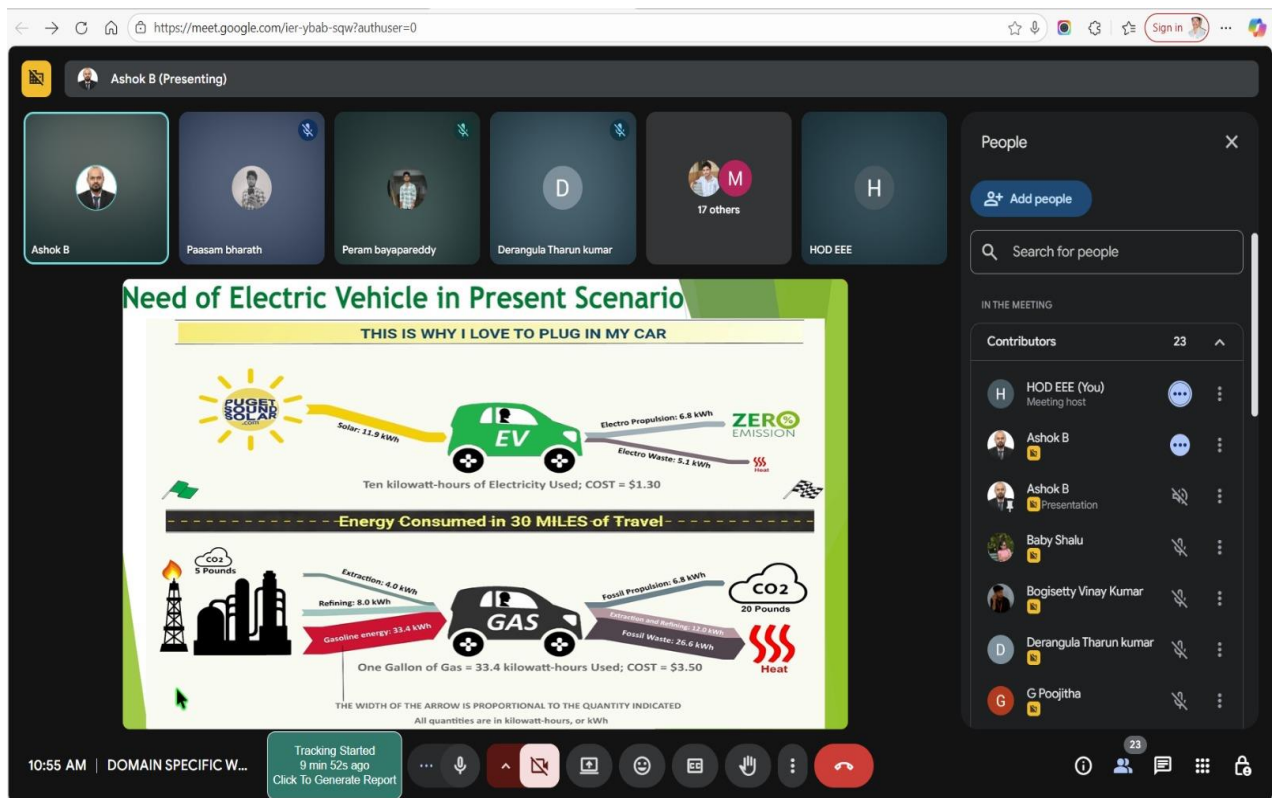 https://meet.google.com/ier-ybab-sqw?authuser=0
Sign in
Ashok B (Presenting)
Ashok B
Paasam bharath
Peram bayapareddy
D
Derangula Tharun kumar
M
17 others
H
HOD EEE
Need of Electric Vehicle in Present Scenario
THIS IS WHY I LOVE TO PLUG IN MY CAR
PUGET
SOUND
SOLAR
.com
Solar: 11.9 kWh
EV
Electro Propulsion: 6.8 kWh
Electro Waste: 5.1 kWh
ZERO%
EMISSION
Heat
Ten kilowatt-hours of Electricity Used; COST = $1.30
Energy Consumed in 30 MILES of Travel
CO2
5 Pounds
Extraction: 4.0 kWh
Refining: 8.0 kWh
Gasoline energy: 33.4 kWh
GAS
Fossil Propulsion: 6.8 kWh
Extraction and Refining: 12.0 kWh
Fossil Waste: 26.6 kWh
CO2
20 Pounds
Heat
One Gallon of Gas = 33.4 kilowatt-hours Used; COST = $3.50
THE WIDTH OF THE ARROW IS PROPORTIONAL TO THE QUANTITY INDICATED
All quantities are in kilowatt-hours, or kWh
People
Add people
Search for people
IN THE MEETING
Contributors 23
H
HOD EEE (You)
Meeting host
Ashok B
Ashok B
Presentation
Baby Shalu
Bogisetty Vinay Kumar
D
Derangula Tharun kumar
G
G Poojitha
10:55 AM | DOMAIN SPECIFIC W...
Tracking Started
9 min 52s ago
Click To Generate Report
CC
23